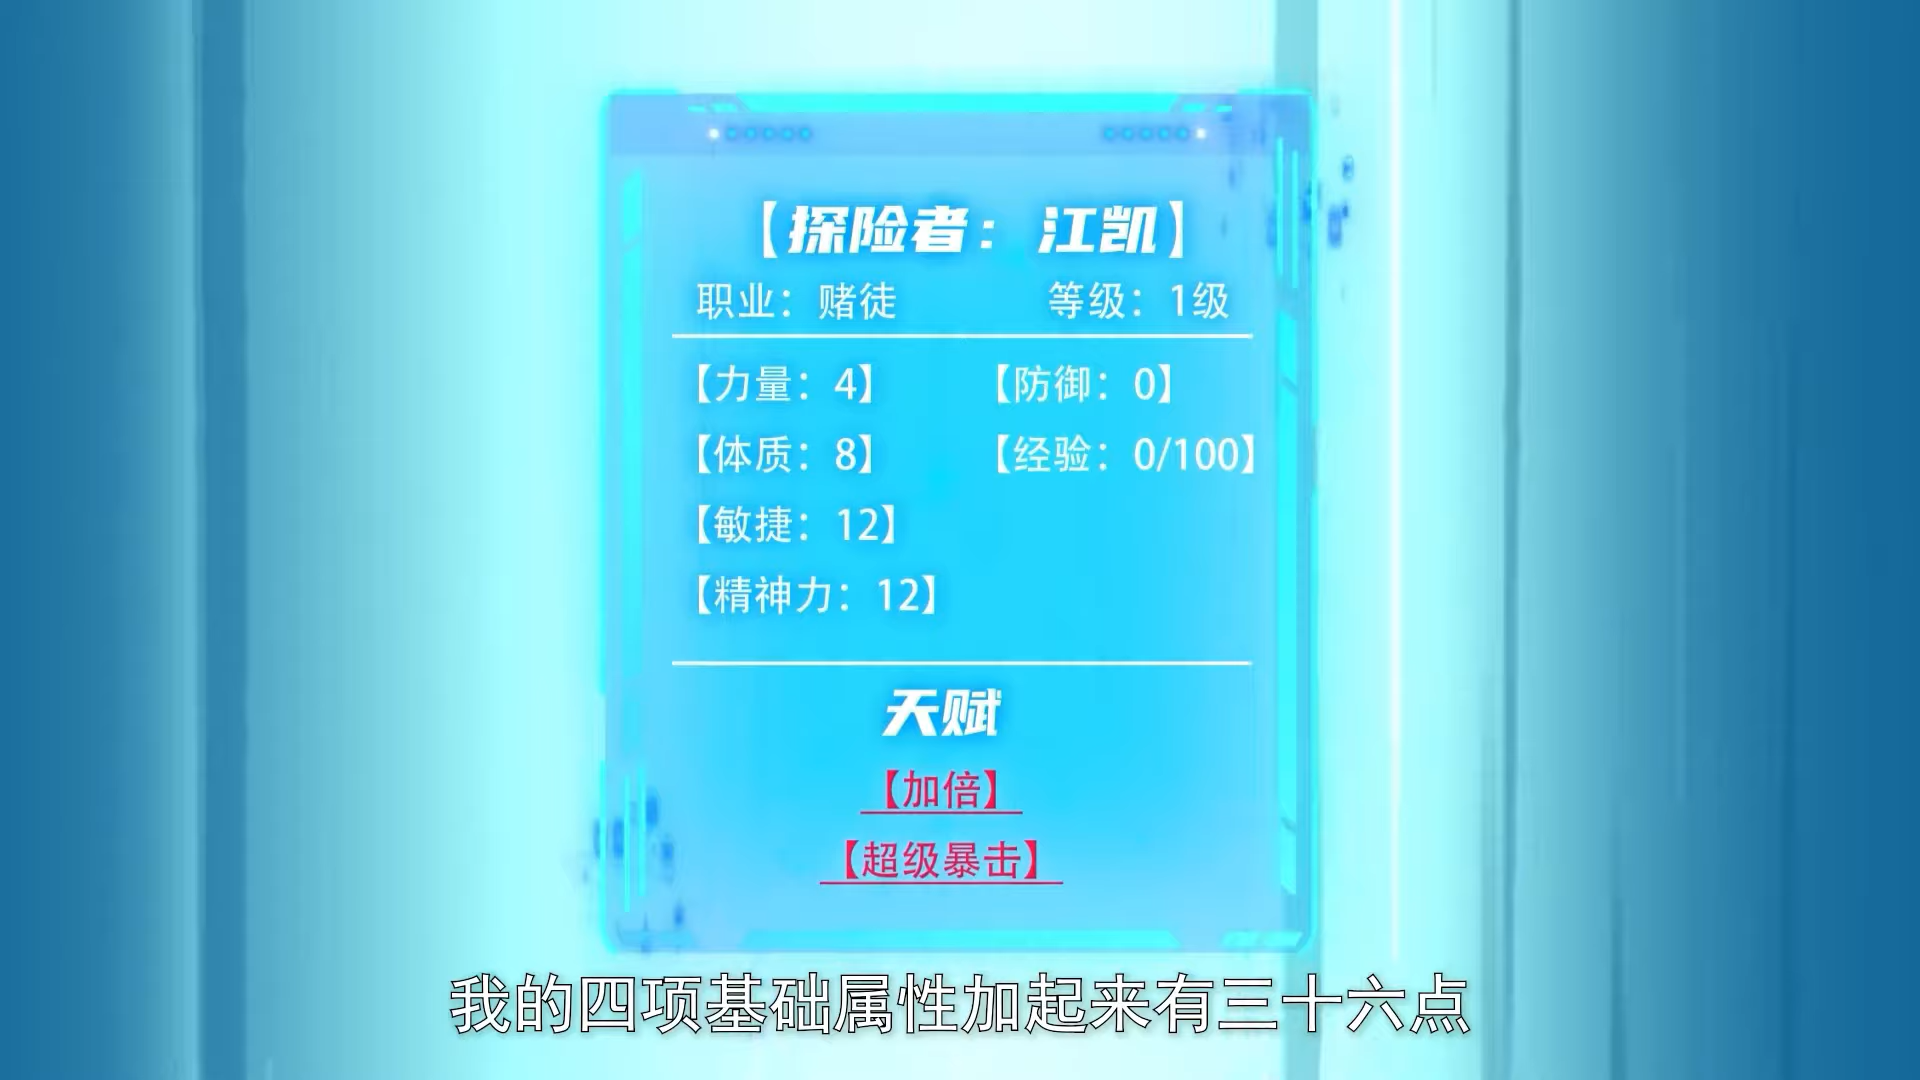 【探险者：江凯】
职业：赌徒 等级：1级
【力量：4】 【防御：0】
【体质：8】 【经验：0/100】
【敏捷：12】
【精神力：12】
天赋
【加倍】
【超级暴击】
我的四项基础属性加起来有三十六点